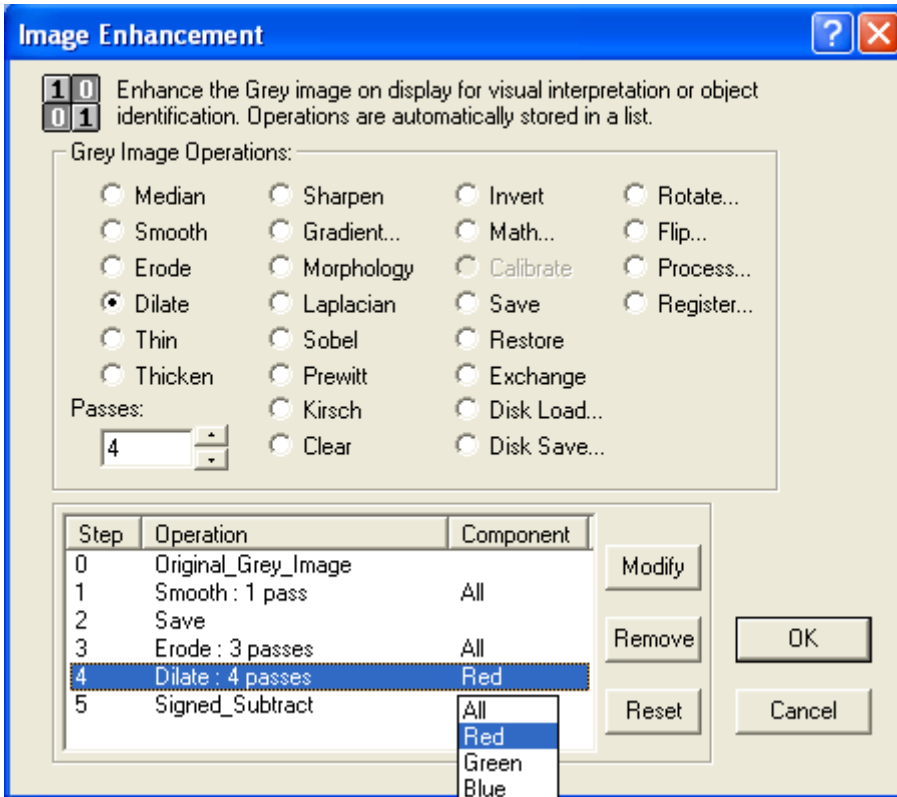 Image Enhancement
1 0
0 1
Enhance the Grey image on display for visual interpretation or object
identification. Operations are automatically stored in a list.
Grey Image Operations:
Median Sharpen Invert Rotate...
Smooth Gradient... Math... Flip...
Erode Morphology Calibrate Process...
Dilate Laplacian Save Register...
Thin Sobel Restore
Thicken Prewitt Exchange
Passes: Kirsch Disk Load...
4 Clear Disk Save...
Step Operation Component
0 Original_Grey_Image
1 Smooth : 1 pass All
2 Save
3 Erode : 3 passes All
4 Dilate : 4 passes Red
5 Signed_Subtract
All
Red
Green
Blue
Modify
Remove
Reset
OK
Cancel